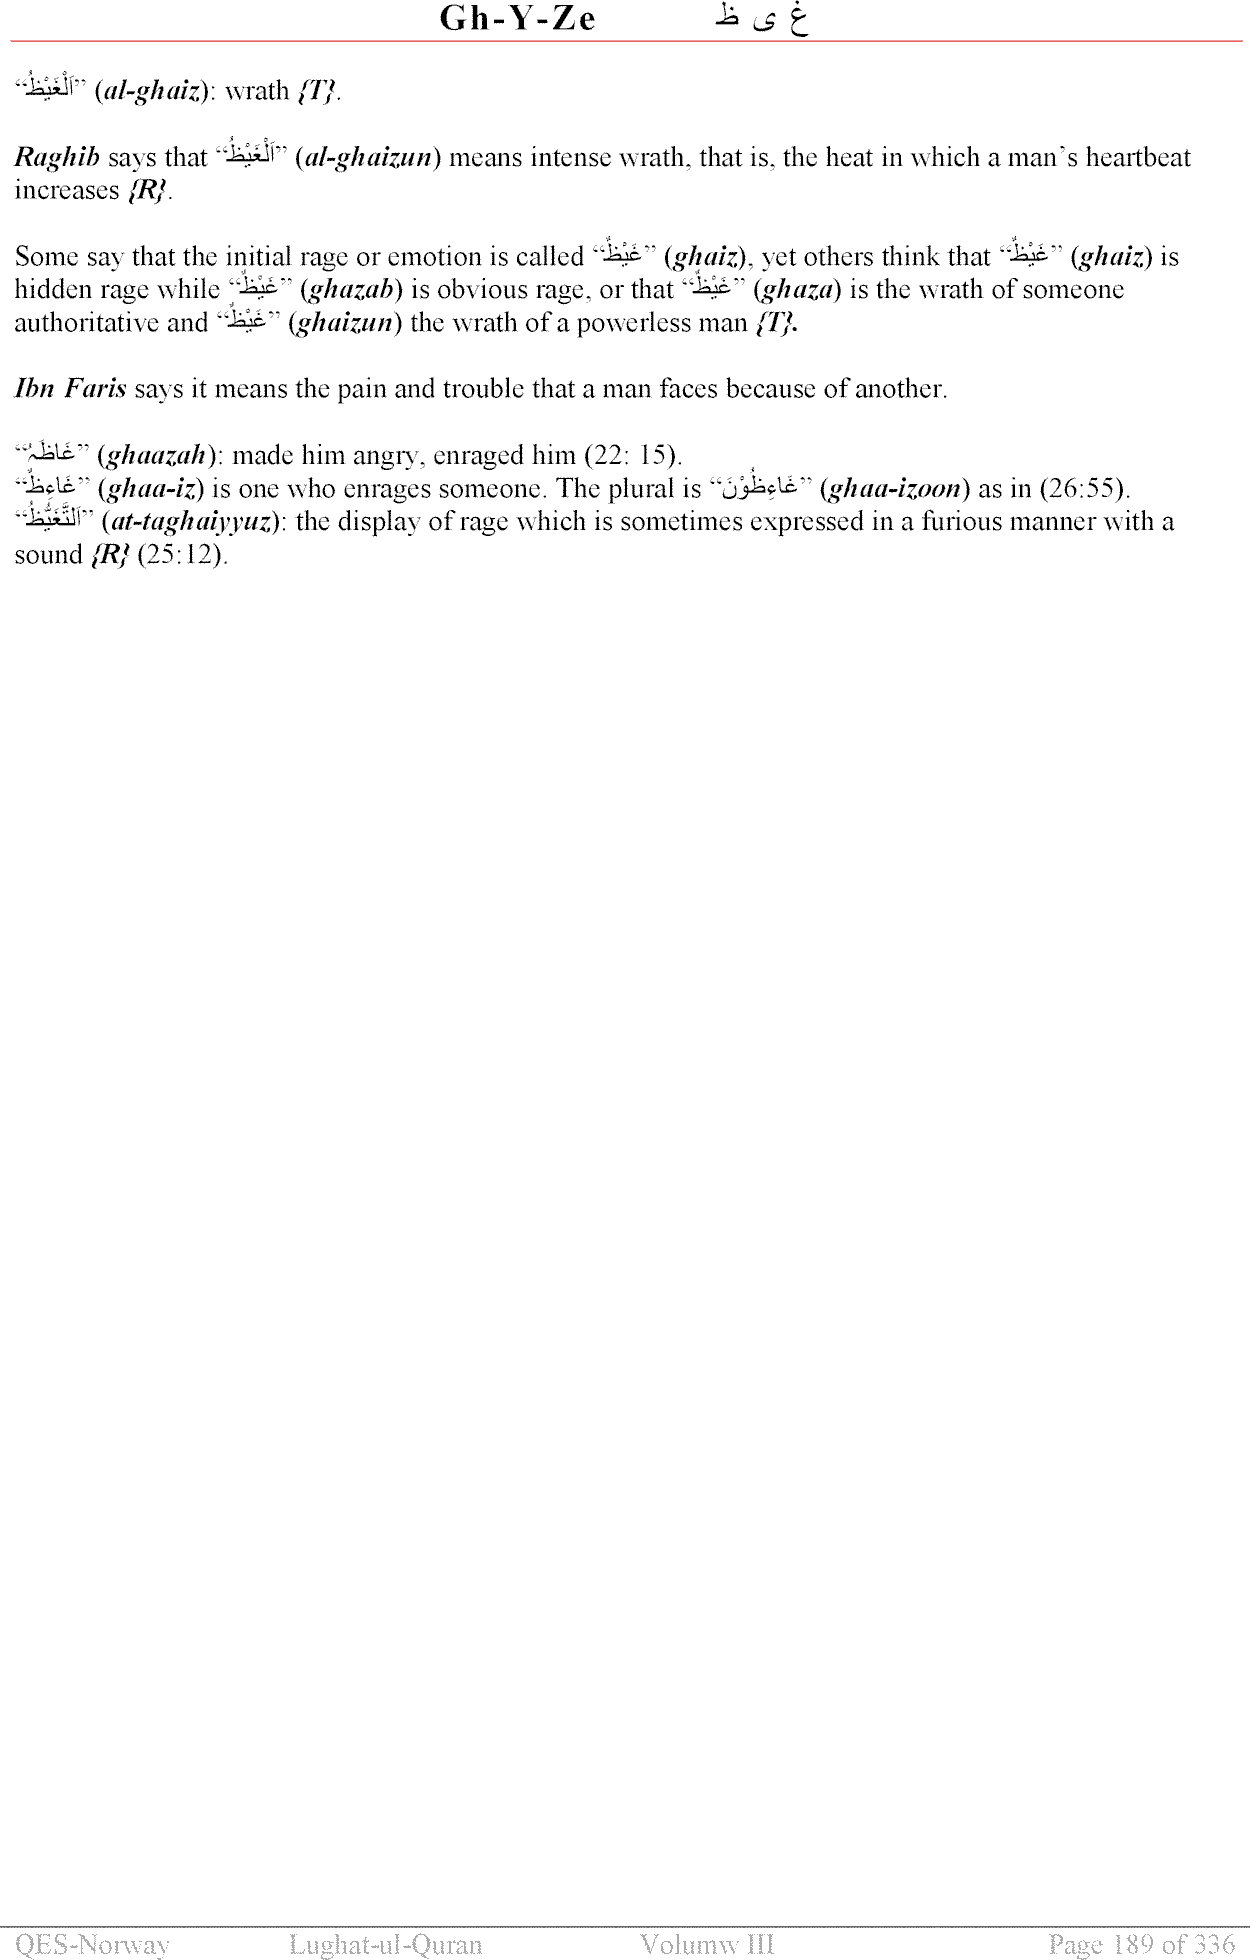 Gh-Y-Ze غ ی ظ
“اَلْغَيْظُ” (al-ghaiz): wrath {T}.
Raghib says that “اَلْغَيْظُ” (al-ghaizun) means intense wrath, that is, the heat in which a man’s heartbeat
increases {R}.
Some say that the initial rage or emotion is called “غَيْظٌ” (ghaiz), yet others think that “غَيْظٌ” (ghaiz) is
hidden rage while “غَيْظٌ” (ghazab) is obvious rage, or that “غَيْظٌ” (ghaza) is the wrath of someone
authoritative and “غَيْظٌ” (ghaizun) the wrath of a powerless man {T}.
Ibn Faris says it means the pain and trouble that a man faces because of another.
“غَاظَہٗ” (ghaazah): made him angry, enraged him (22: 15).
“غَاءِظٌ” (ghaa-iz) is one who enrages someone. The plural is “غَاءِظُوْنَ” (ghaa-izoon) as in (26:55).
“اَلتَّغَيُّظُ” (at-taghaiyyuz): the display of rage which is sometimes expressed in a furious manner with a
sound {R} (25:12).
QES-Norway Lughat-ul-Quran Volumw III Page 189 of 336